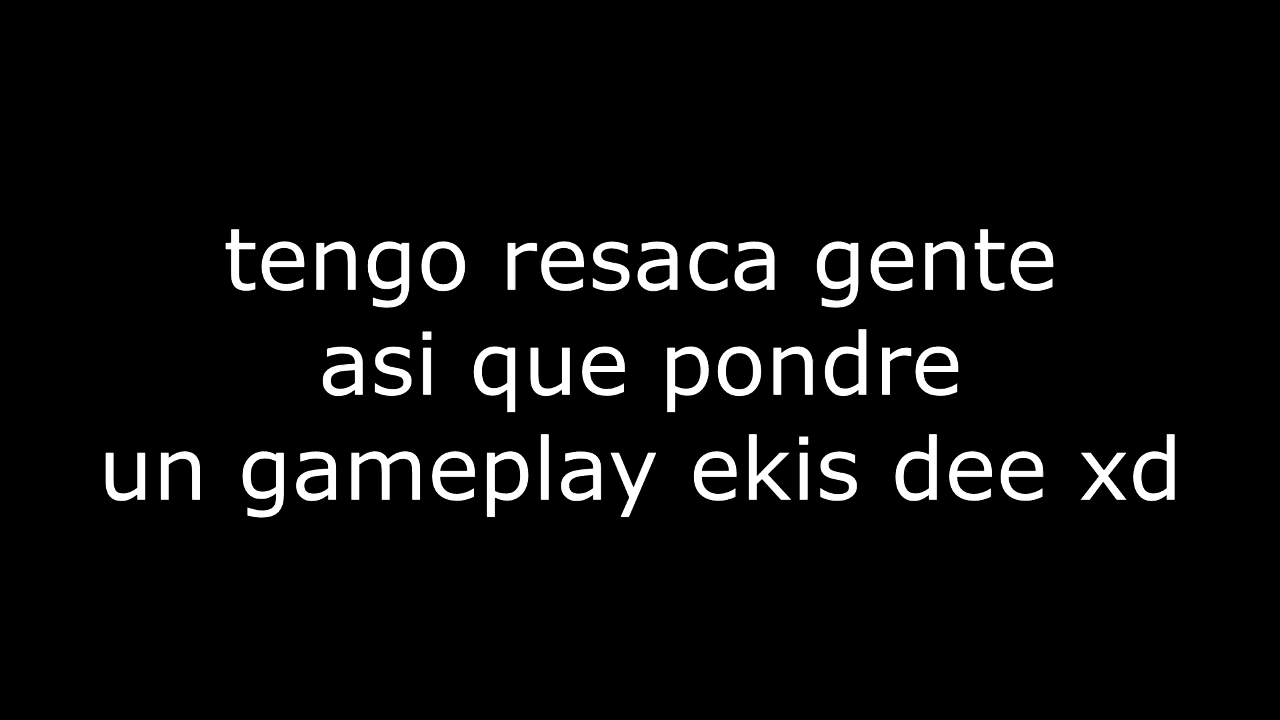 tengo resaca gente
asi que pondre
un gameplay ekis dee xd